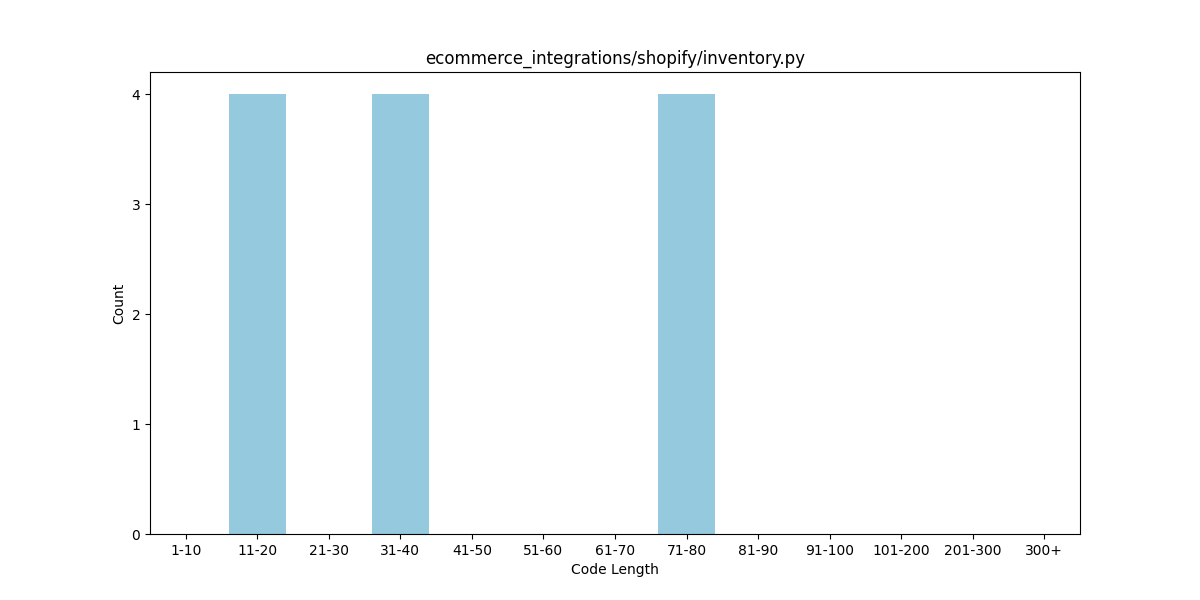 ecommerce_integrations/shopify/inventory.py
Count
4
3
2
1
0
1-10 11-20 21-30 31-40 41-50 51-60 61-70 71-80 81-90 91-100 101-200 201-300 300+
Code Length